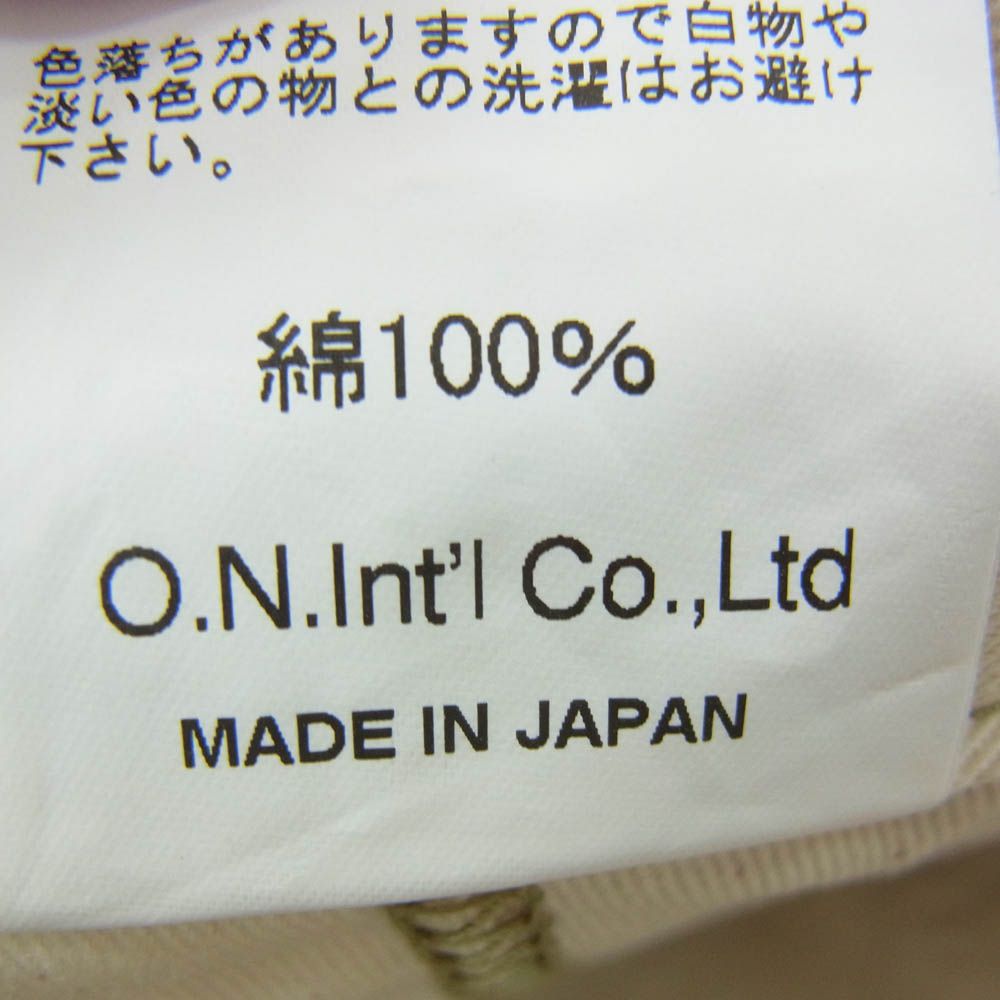 色落ちがありますので白物や
淡い色の物との洗濯はお避け
下さい。
綿100%
O.N.Int'l Co.,Ltd
MADE IN JAPAN